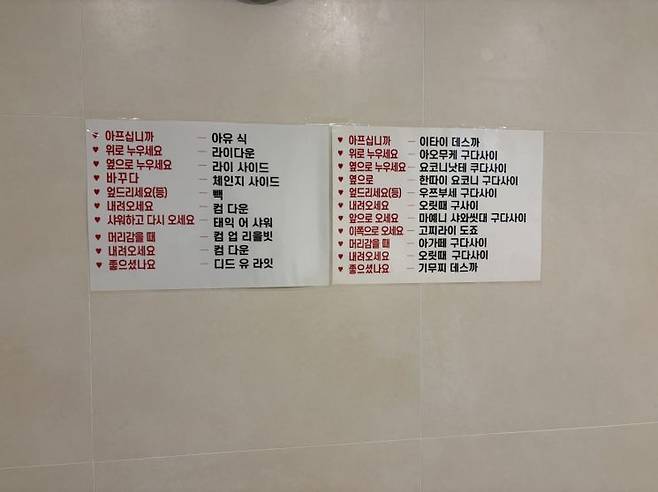 ♥ 아프십니까 — 아유 식
♥ 위로 누우세요 — 라이다운
♥ 옆으로 누우세요 — 라이 사이드
♥ 바꾸다 — 체인지 사이드
♥ 엎드리세요(등) — 빽
♥ 내려오세요 — 컴 다운
♥ 샤워하고 다시 오세요 — 태익 어 샤워
♥ 머리감을 때 — 컴 업 리을빗
♥ 내려오세요 — 컴 다운
♥ 좋으셨나요 — 디드 유 라잇
♥ 아프십니까 — 이타이 데스까
♥ 위로 누우세요 — 아오무케 구다사이
♥ 옆으로 누우세요 — 요코니낫테 쿠다사이
♥ 옆으로 — 한따이 요코니 구다사이
♥ 엎드리세요(등) — 우쯔부세 구다사이
♥ 내려오세요 — 오릿때 구사이
♥ 앞으로 오세요 — 마예니 샤와씻대 구다사이
♥ 이쪽으로 오세요 — 고찌라이 도죠
♥ 머리감을때 — 아가떼 구다사이
♥ 내려오세요 — 오릿때 구다사이
♥ 좋으셨나요 — 기무찌 데스까